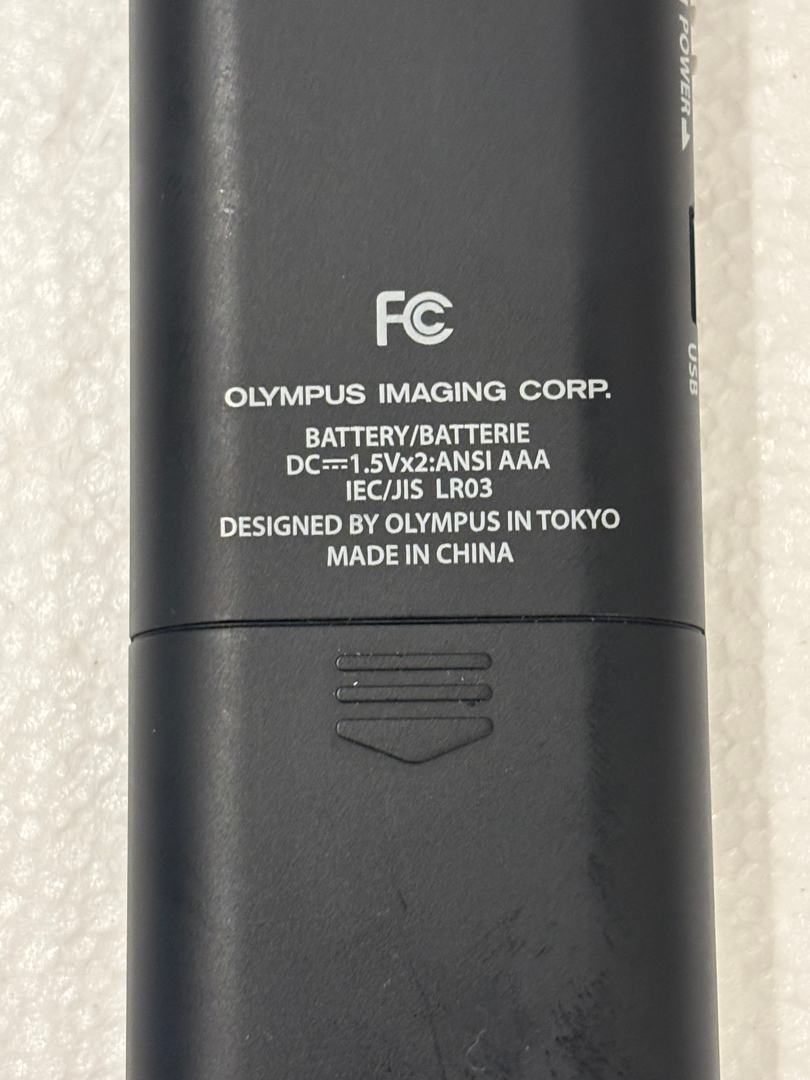 POWER
FC
OLYMPUS IMAGING CORP.
BATTERY/BATTERIE
DC⎓1.5Vx2:ANSI AAA
IEC/JIS LR03
DESIGNED BY OLYMPUS IN TOKYO
MADE IN CHINA
USB